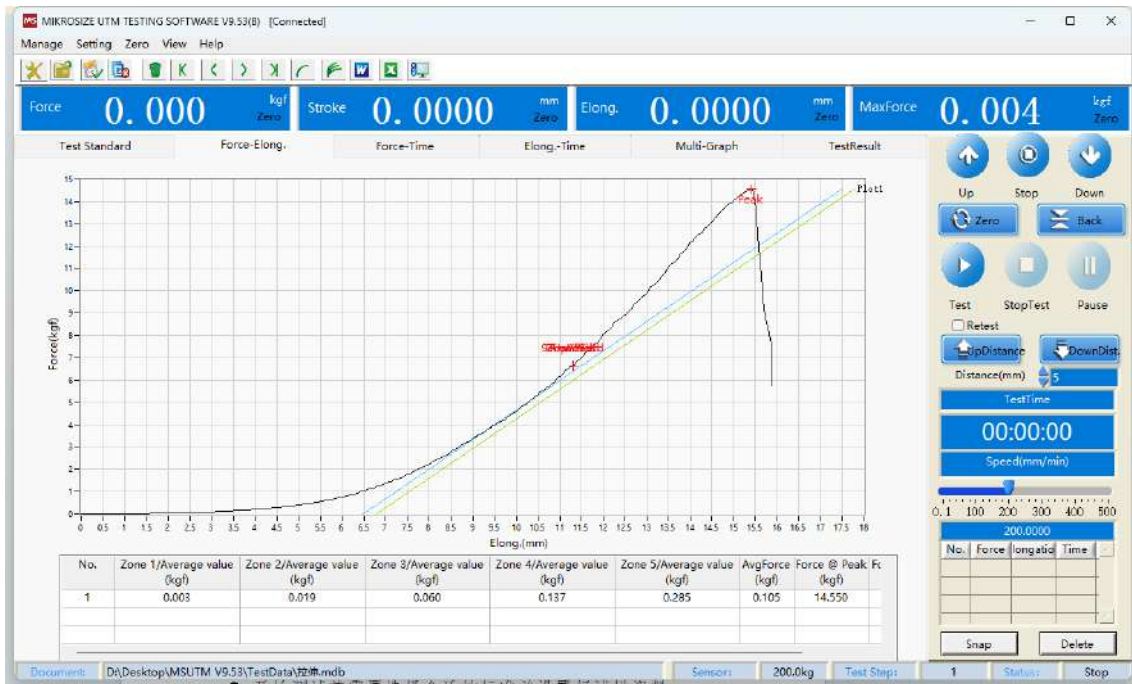 MS MIKROSIZE UTM TESTING SOFTWARE V9.53(B) [Connected]
Manage Setting Zero View Help
Force 0.000 kgf Zero Stroke 0.0000 mm Zero Elong. 0.0000 mm Zero MaxForce 0.004 kgf Zero
Test Standard Force-Elong. Force-Time Elong.-Time Multi-Graph TestResult
Up Stop Down
Zero Back
Test StopTest Pause
Retest
UpDistance DownDist.
Distance(mm) 5
TestTime
00:00:00
Speed(mm/min)
0.1 100 200 300 400 500
200.0000
No. Force longatio Time
Snap Delete
Force(kgf)
15
14
13
12
11
10
9
8
7
6
5
4
3
2
1
0
Peak
Plot1
0 0.5 1 1.5 2 2.5 3 3.5 4 4.5 5 5.5 6 6.5 7 7.5 8 8.5 9 9.5 10 10.5 11 11.5 12 12.5 13 13.5 14 14.5 15 15.5 16 16.5 17 17.5 18
Elong.(mm)
No. Zone 1/Average value (kgf) Zone 2/Average value (kgf) Zone 3/Average value (kgf) Zone 4/Average value (kgf) Zone 5/Average value (kgf) AvgForce (kgf) Force @ Peak (kgf) Fc
1 0.003 0.019 0.060 0.137 0.285 0.105 14.550
Document: D:\Desktop\MSUTM V9.53\TestData\拉伸.mdb Sensor: 200.0kg Test Step: 1 Status: Stop